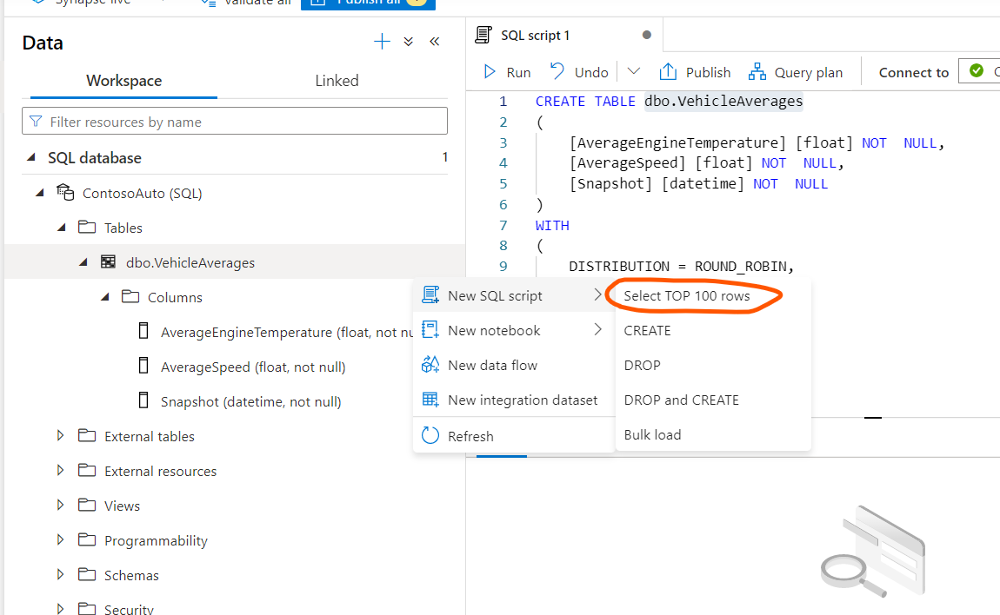 Synapse live
Validate all
Publish all
Data
Workspace
Linked
Filter resources by name
SQL database
1
ContosoAuto (SQL)
Tables
dbo.VehicleAverages
Columns
AverageEngineTemperature (float, not nu
AverageSpeed (float, not null)
Snapshot (datetime, not null)
External tables
External resources
Views
Programmability
Schemas
Security
SQL script 1
Run
Undo
Publish
Query plan
Connect to
1 CREATE TABLE dbo.VehicleAverages
2 (
3 [AverageEngineTemperature] [float] NOT NULL,
4 [AverageSpeed] [float] NOT NULL,
5 [Snapshot] [datetime] NOT NULL
6 )
7 WITH
8 (
9 DISTRIBUTION = ROUND_ROBIN,
New SQL script
New notebook
New data flow
New integration dataset
Refresh
Select TOP 100 rows
CREATE
DROP
DROP and CREATE
Bulk load